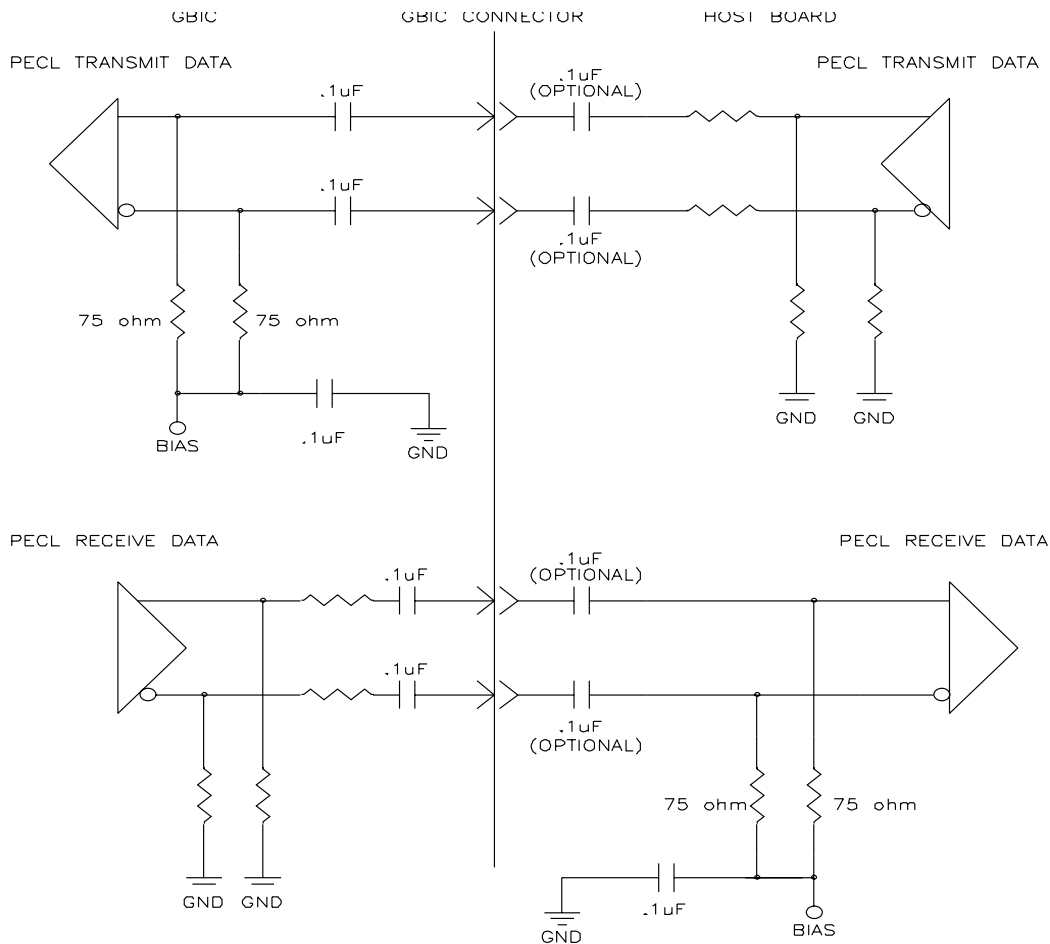 GBIC GBIC CONNECTOR HOST BOARD
PECL TRANSMIT DATA PECL TRANSMIT DATA
.1uF .1uF
(OPTIONAL)
.1uF .1uF
(OPTIONAL)
75 ohm 75 ohm
GND GND
BIAS .1uF GND
PECL RECEIVE DATA PECL RECEIVE DATA
.1uF .1uF
(OPTIONAL)
.1uF .1uF
(OPTIONAL)
75 ohm 75 ohm
GND GND .1uF
GND BIAS